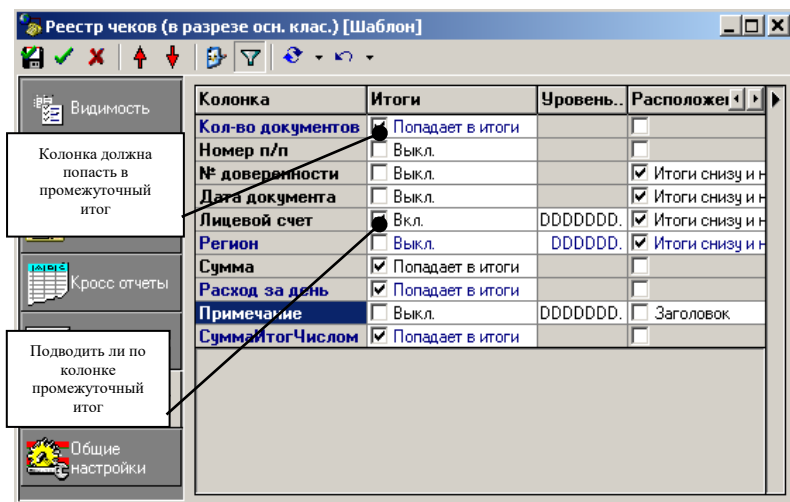 Реестр чеков (в разрезе осн. клас.) [Шаблон]
Видимость
Колонка должна
попасть в
промежуточный
итог
Кросс отчеты
Подводить ли по
колонке
промежуточный
итог
Общие
настройки
Колонка Итоги Уровень..
Кол-во документов Попадает в итоги
Номер п/п Выкл.
№ доверенности Выкл. Итоги снизу и
Дата документа Выкл. Итоги снизу и
Лицевой счет Вкл. DDDDDDD. Итоги снизу и
Регион Выкл. DDDDDD. Итоги снизу и
Сумма Попадает в итоги
Расход за день Попадает в итоги
Примечание Выкл. DDDDDDD. Заголовок
СуммаИтогЧислом Попадает в итоги